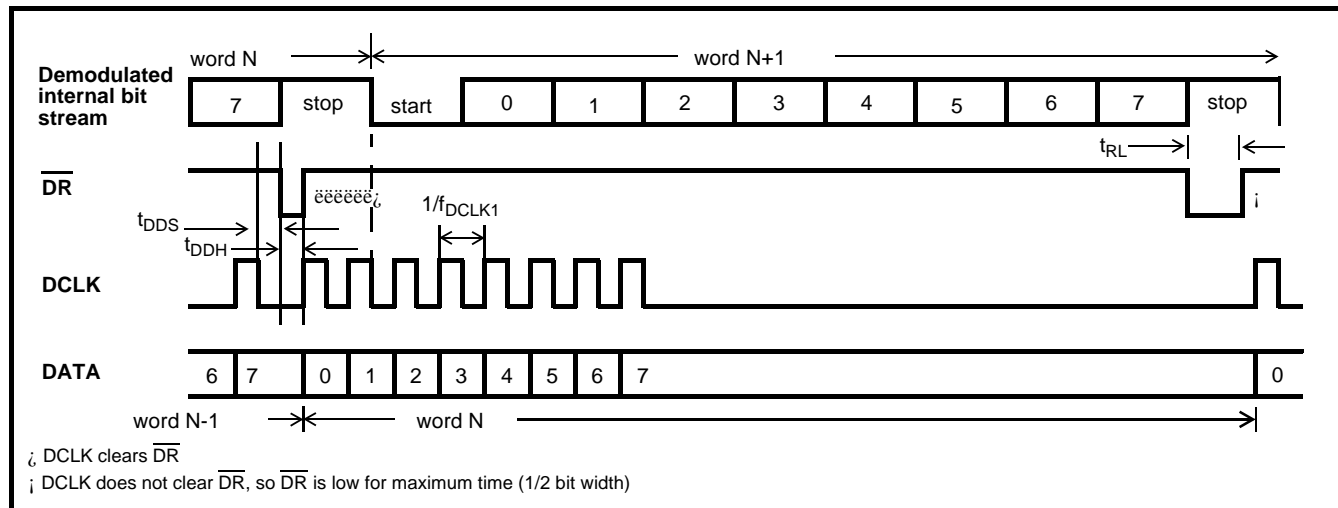 word N
word N+1
Demodulated internal bit stream
7 stop start 0 1 2 3 4 5 6 7 stop
tRL
DR
ëëëëëë¿
1/fDCLK1
¡
tDDS
tDDH
DCLK
DATA
6 7 0 1 2 3 4 5 6 7 0
word N-1
word N
¿ DCLK clears DR
¡ DCLK does not clear DR, so DR is low for maximum time (1/2 bit width)